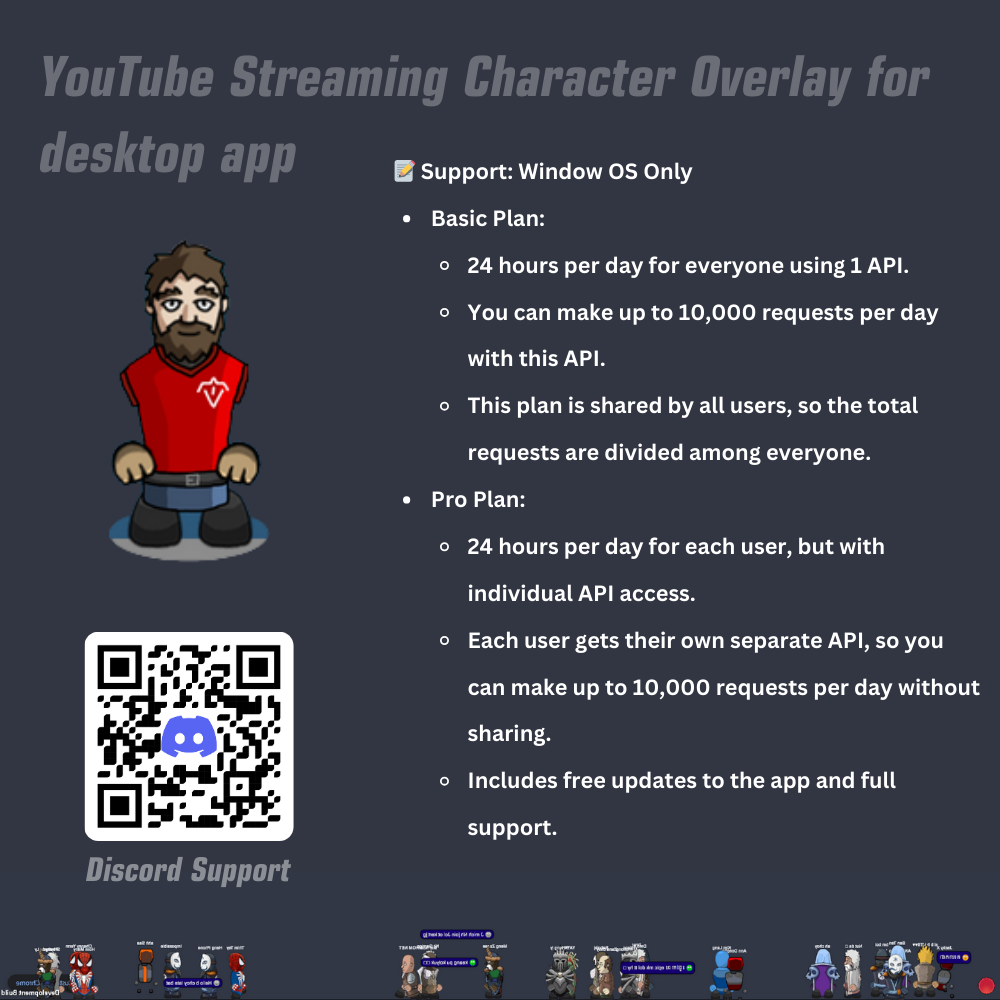 YouTube Streaming Character Overlay for
desktop app
Support: Window OS Only
Basic Plan:
24 hours per day for everyone using 1 API.
You can make up to 10,000 requests per day
with this API.
This plan is shared by all users, so the total
requests are divided among everyone.
Pro Plan:
24 hours per day for each user, but with
individual API access.
Each user gets their own separate API, so you
can make up to 10,000 requests per day without
sharing.
Includes free updates to the app and full
support.
Discord Support
Development Build